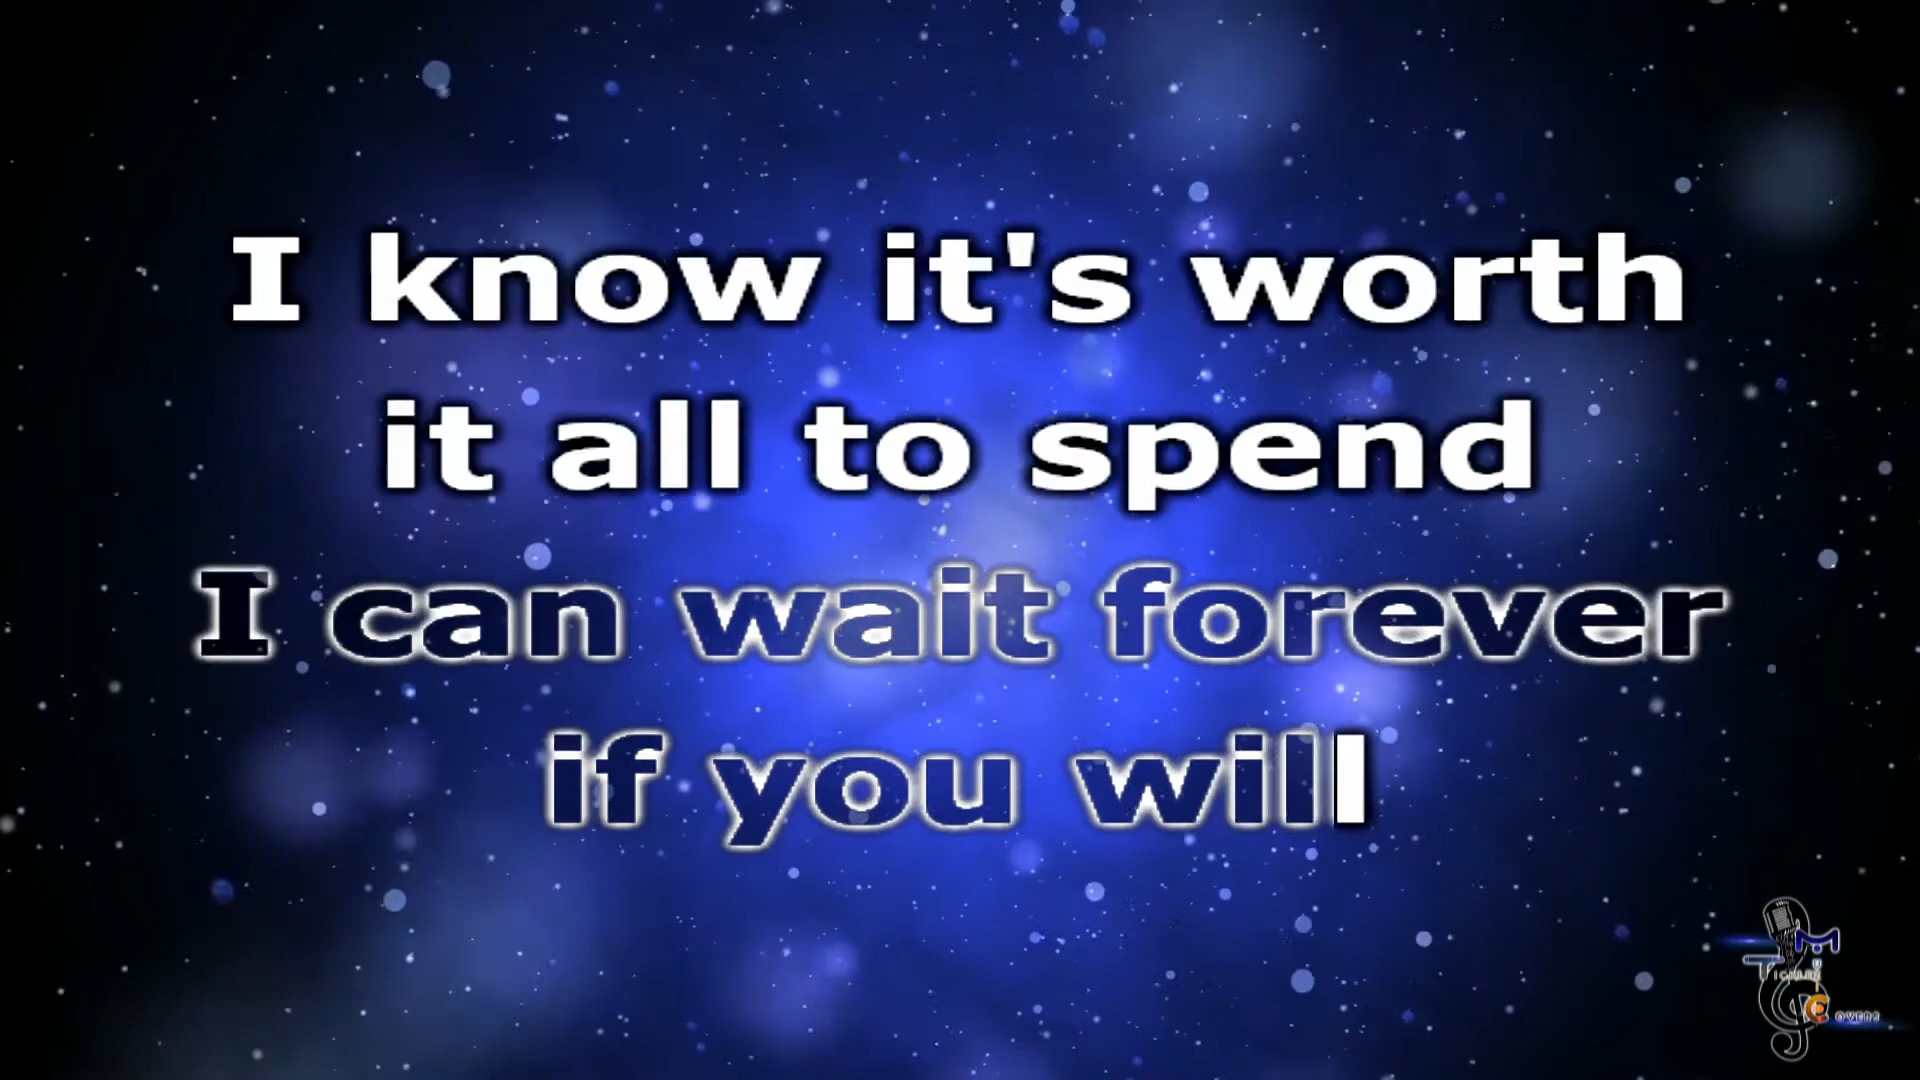 I know it's worth
it all to spend
I can wait forever
if you will